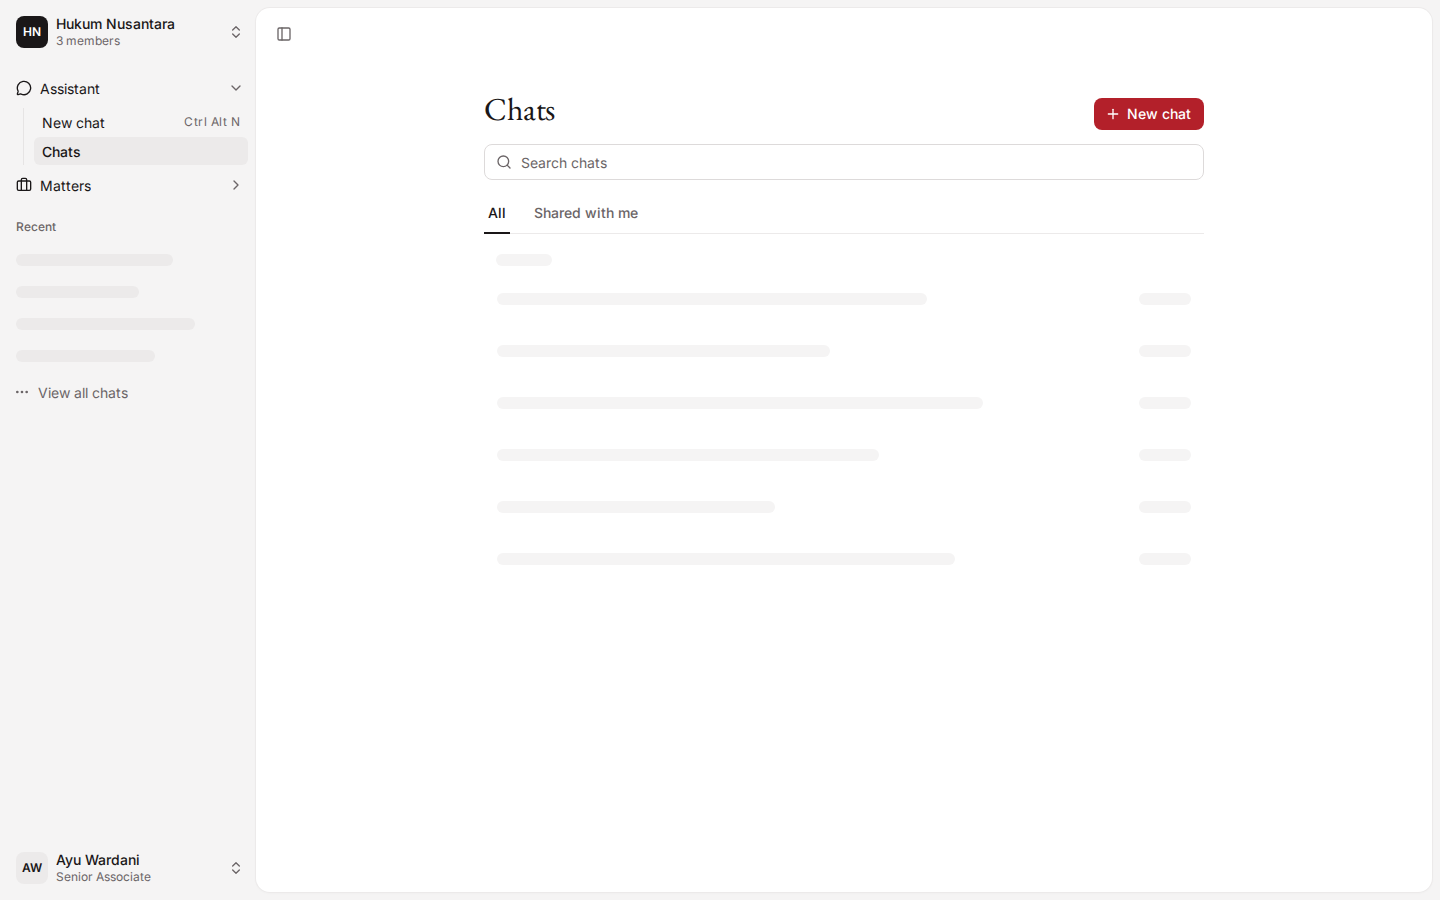 HN
Hukum Nusantara
3 members
Assistant
New chat Ctrl Alt N
Chats
Matters
Recent
View all chats
AW
Ayu Wardani
Senior Associate
Chats
New chat
Search chats
All Shared with me